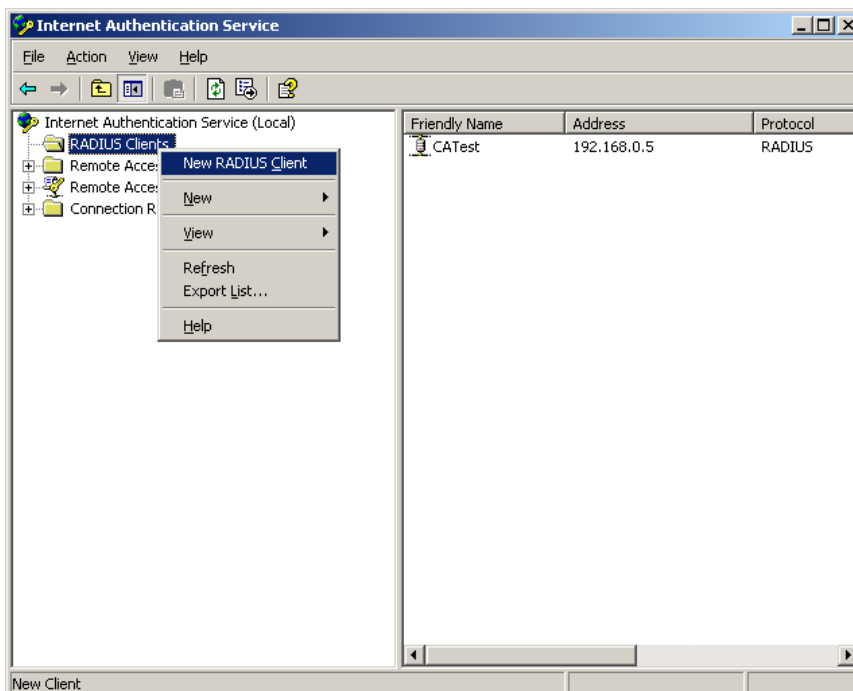 Internet Authentication Service
File Action View Help
Internet Authentication Service (Local)
RADIUS Clients
Remote Acces
Remote Acces
Connection R
New RADIUS Client
New
View
Refresh
Export List...
Help
Friendly Name Address Protocol
CATest 192.168.0.5 RADIUS
New Client